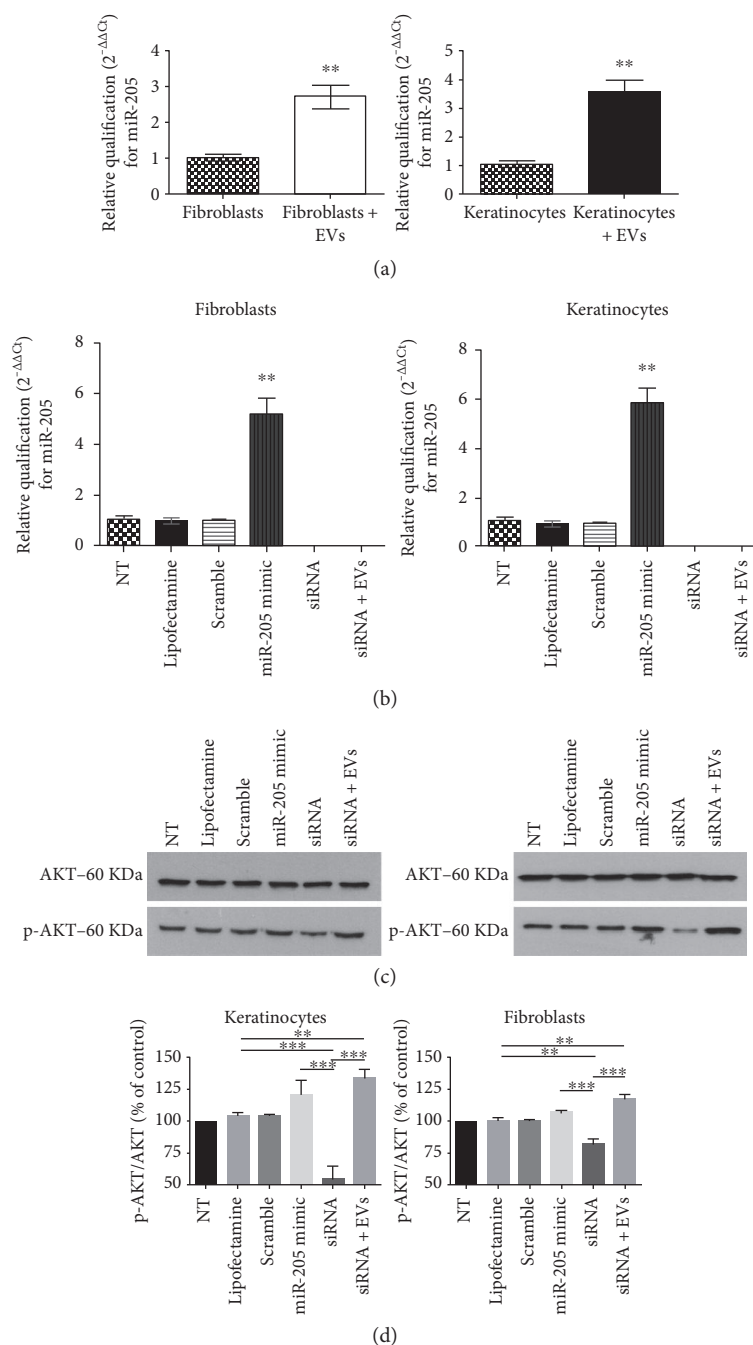 Relative qualification (2^-ΔΔCt)
for miR-205
4
3
2
1
0
**
Fibroblasts
Fibroblasts +
EVs
Relative qualification (2^-ΔΔCt)
for miR-205
5
4
3
2
1
0
**
Keratinocytes
Keratinocytes
+ EVs
(a)
Fibroblasts
Relative qualification (2^-ΔΔCt)
for miR-205
8
6
4
2
0
**
NT
Lipofectamine
Scramble
miR-205 mimic
siRNA
siRNA + EVs
Keratinocytes
Relative qualification (2^-ΔΔCt)
for miR-205
8
6
4
2
0
**
NT
Lipofectamine
Scramble
miR-205 mimic
siRNA
siRNA + EVs
(b)
NT
Lipofectamine
Scramble
miR-205 mimic
siRNA
siRNA + EVs
AKT–60 KDa
p-AKT–60 KDa
NT
Lipofectamine
Scramble
miR-205 mimic
siRNA
siRNA + EVs
AKT–60 KDa
p-AKT–60 KDa
(c)
Keratinocytes
p-AKT/AKT (% of control)
150
125
100
75
50
**
***
*** ***
NT
Lipofectamine
Scramble
miR-205 mimic
siRNA
siRNA + EVs
Fibroblasts
p-AKT/AKT (% of control)
150
125
100
75
50
**
**
*** ***
NT
Lipofectamine
Scramble
miR-205 mimic
siRNA
siRNA + EVs
(d)